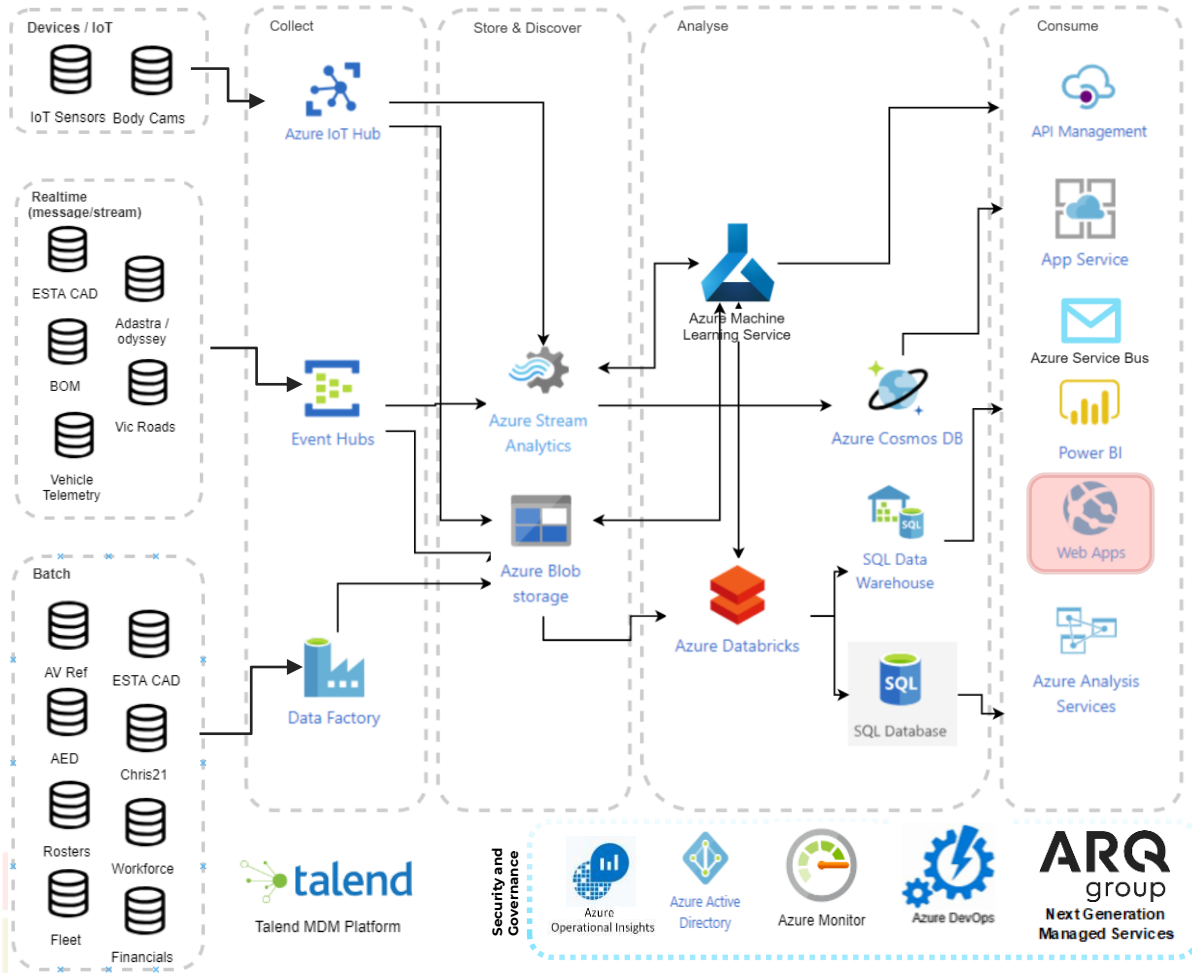 Devices / IoT
IoT Sensors
Body Cams
Realtime
(message/stream)
ESTA CAD
Adastra /
odyssey
BOM
Vic Roads
Vehicle
Telemetry
Batch
AV Ref
ESTA CAD
AED
Chris21
Rosters
Workforce
Fleet
Financials
Collect
Azure IoT Hub
Event Hubs
Data Factory
Store & Discover
Azure Stream
Analytics
Azure Blob
storage
Analyse
Azure Machine
Learning Service
Azure Cosmos DB
SQL Data
Warehouse
SQL
Azure Databricks
SQL
SQL Database
Consume
API Management
App Service
Azure Service Bus
Power BI
Web Apps
Azure Analysis
Services
talend
Talend MDM Platform
Security and
Governance
Azure
Operational Insights
Azure Active
Directory
Azure Monitor
Azure DevOps
ARQ
group
Next Generation
Managed Services